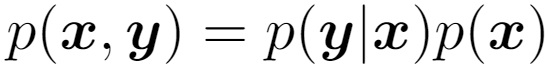 p(𝒙, 𝒚) = p(𝒚|𝒙)p(𝒙)